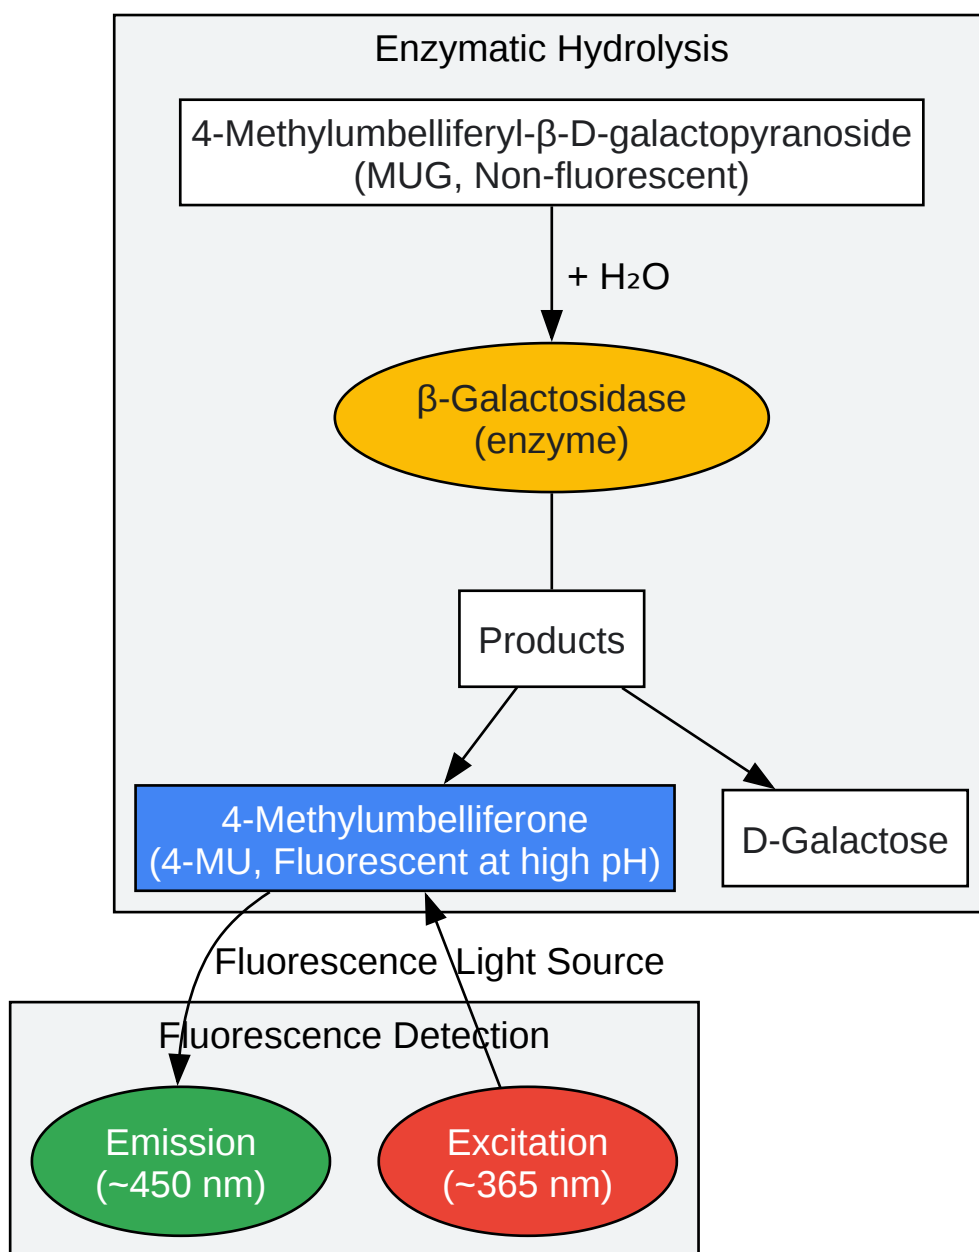 Enzymatic Hydrolysis
4-Methylumbelliferyl-β-D-galactopyranoside
(MUG, Non-fluorescent)
+ H₂O
β-Galactosidase
(enzyme)
Products
4-Methylumbelliferone
(4-MU, Fluorescent at high pH)
D-Galactose
Fluorescence
Light Source
Fluorescence Detection
Emission
(~450 nm)
Excitation
(~365 nm)